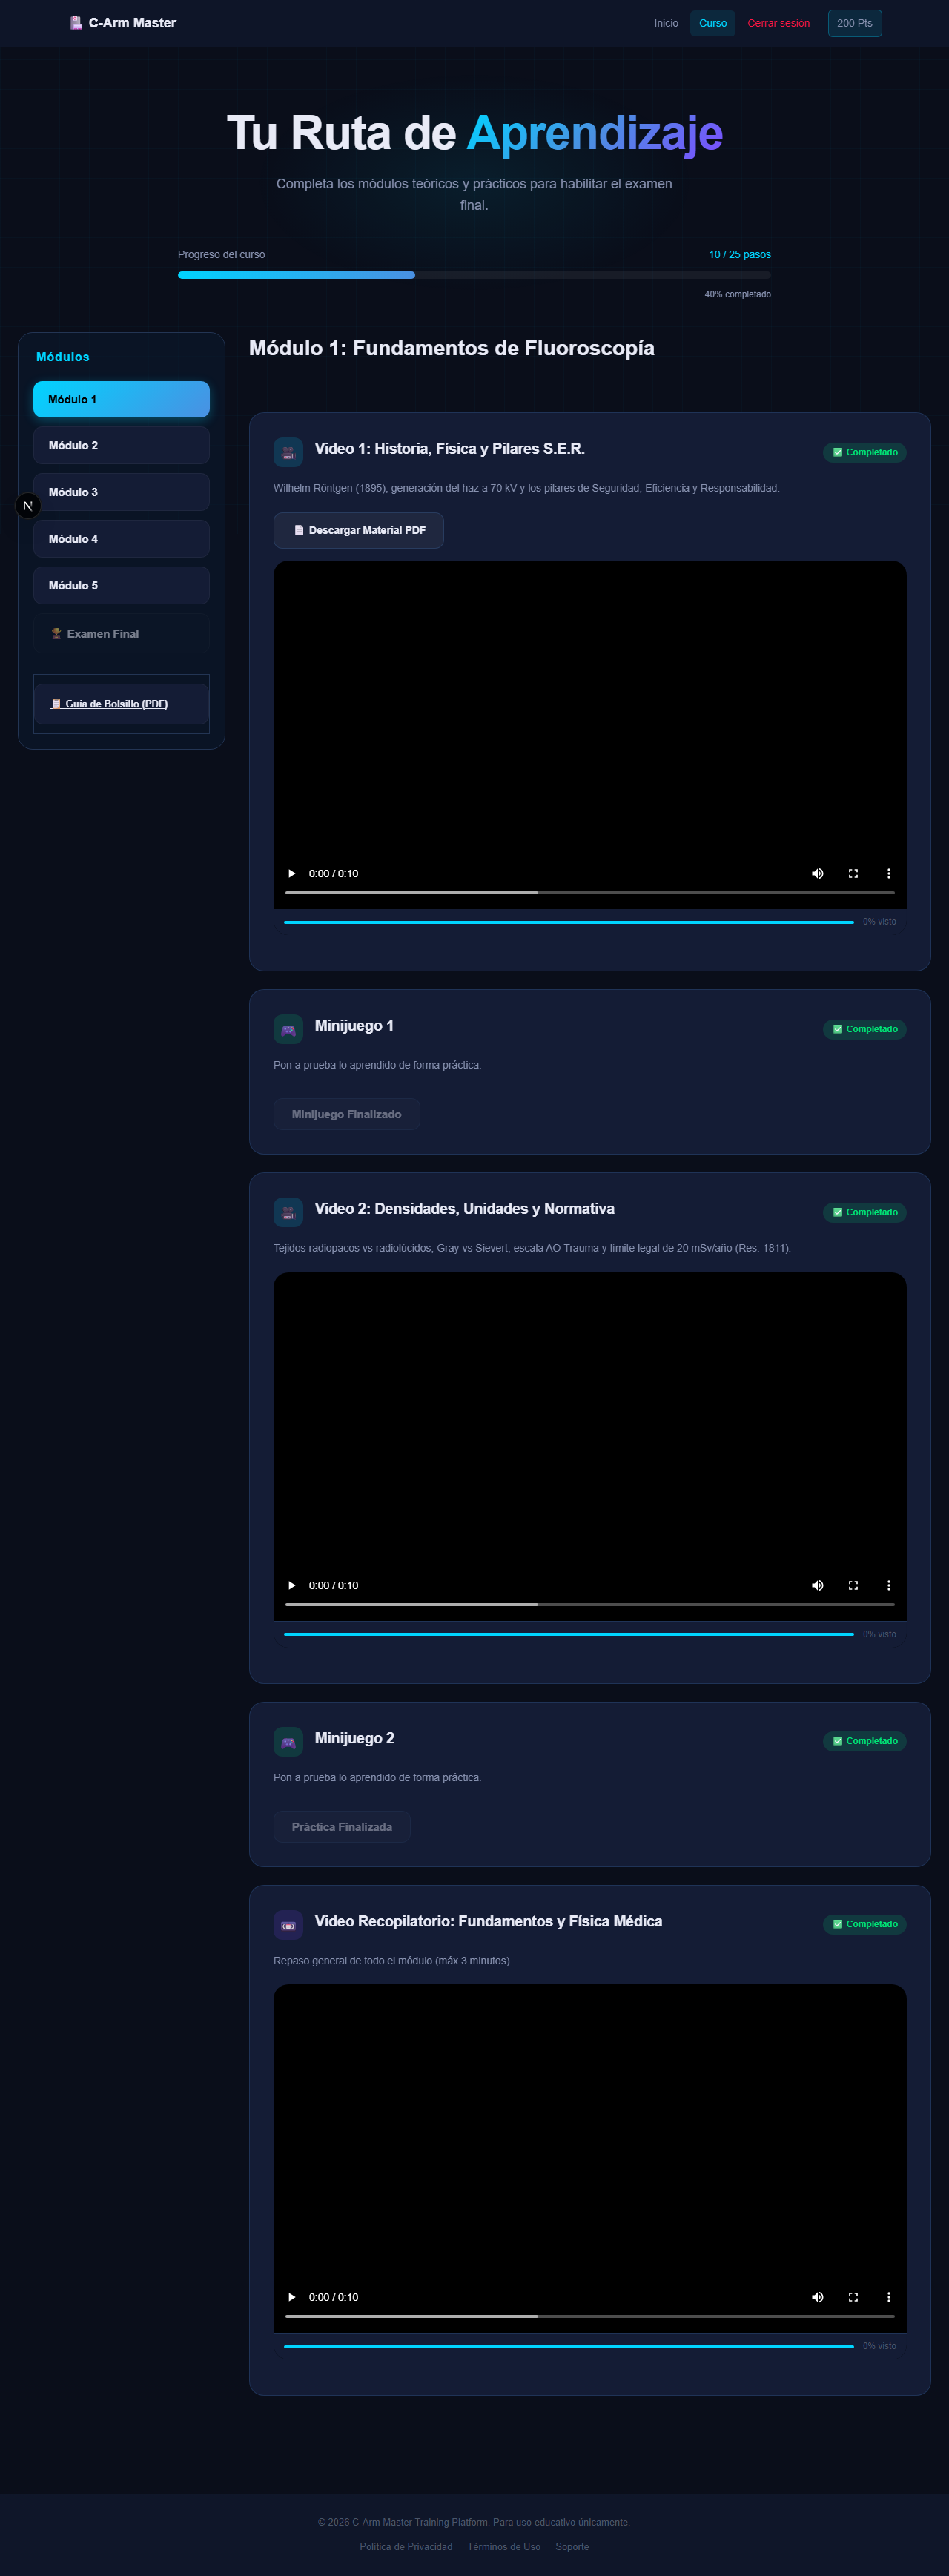 C-Arm Master
Inicio
Curso
Cerrar sesión
200 Pts
Tu Ruta de Aprendizaje
Completa los módulos teóricos y prácticos para habilitar el examen
final.
Progreso del curso
10 / 25 pasos
40% completado
Módulos
Módulo 1
Módulo 2
Módulo 3
N
Módulo 4
Módulo 5
Examen Final
Guía de Bolsillo (PDF)
Módulo 1: Fundamentos de Fluoroscopía
Video 1: Historia, Física y Pilares S.E.R.
Completado
Wilhelm Röntgen (1895), generación del haz a 70 kV y los pilares de Seguridad, Eficiencia y Responsabilidad.
Descargar Material PDF
0:00 / 0:10
0% visto
Minijuego 1
Completado
Pon a prueba lo aprendido de forma práctica.
Minijuego Finalizado
Video 2: Densidades, Unidades y Normativa
Completado
Tejidos radiopacos vs radiolúcidos, Gray vs Sievert, escala AO Trauma y límite legal de 20 mSv/año (Res. 1811).
0:00 / 0:10
0% visto
Minijuego 2
Completado
Pon a prueba lo aprendido de forma práctica.
Práctica Finalizada
Video Recopilatorio: Fundamentos y Física Médica
Completado
Repaso general de todo el módulo (máx 3 minutos).
0:00 / 0:10
0% visto
© 2026 C-Arm Master Training Platform. Para uso educativo únicamente.
Política de Privacidad
Términos de Uso
Soporte